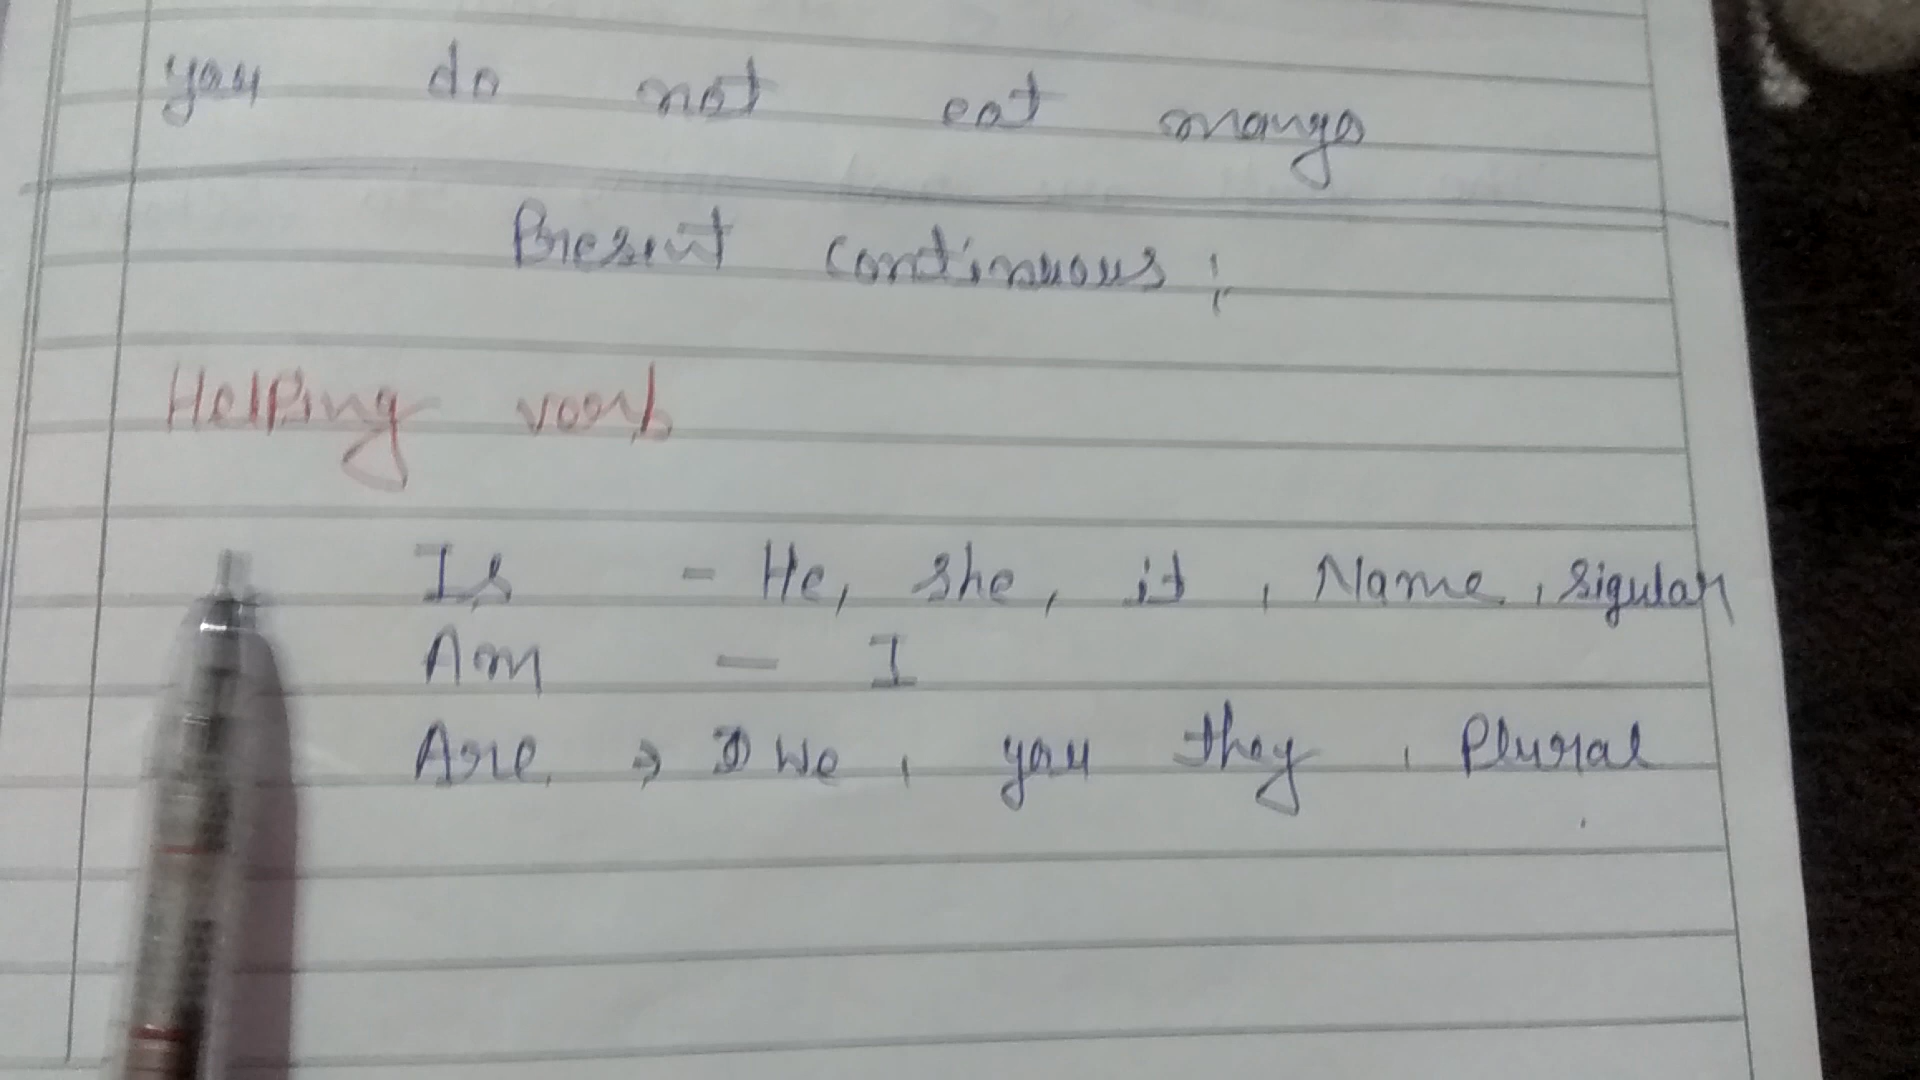 you do not eat mango
Present continuous :
Helping verb
Is - He, she, it, Name, sigular
Am - I
Are → we, you they, Plural